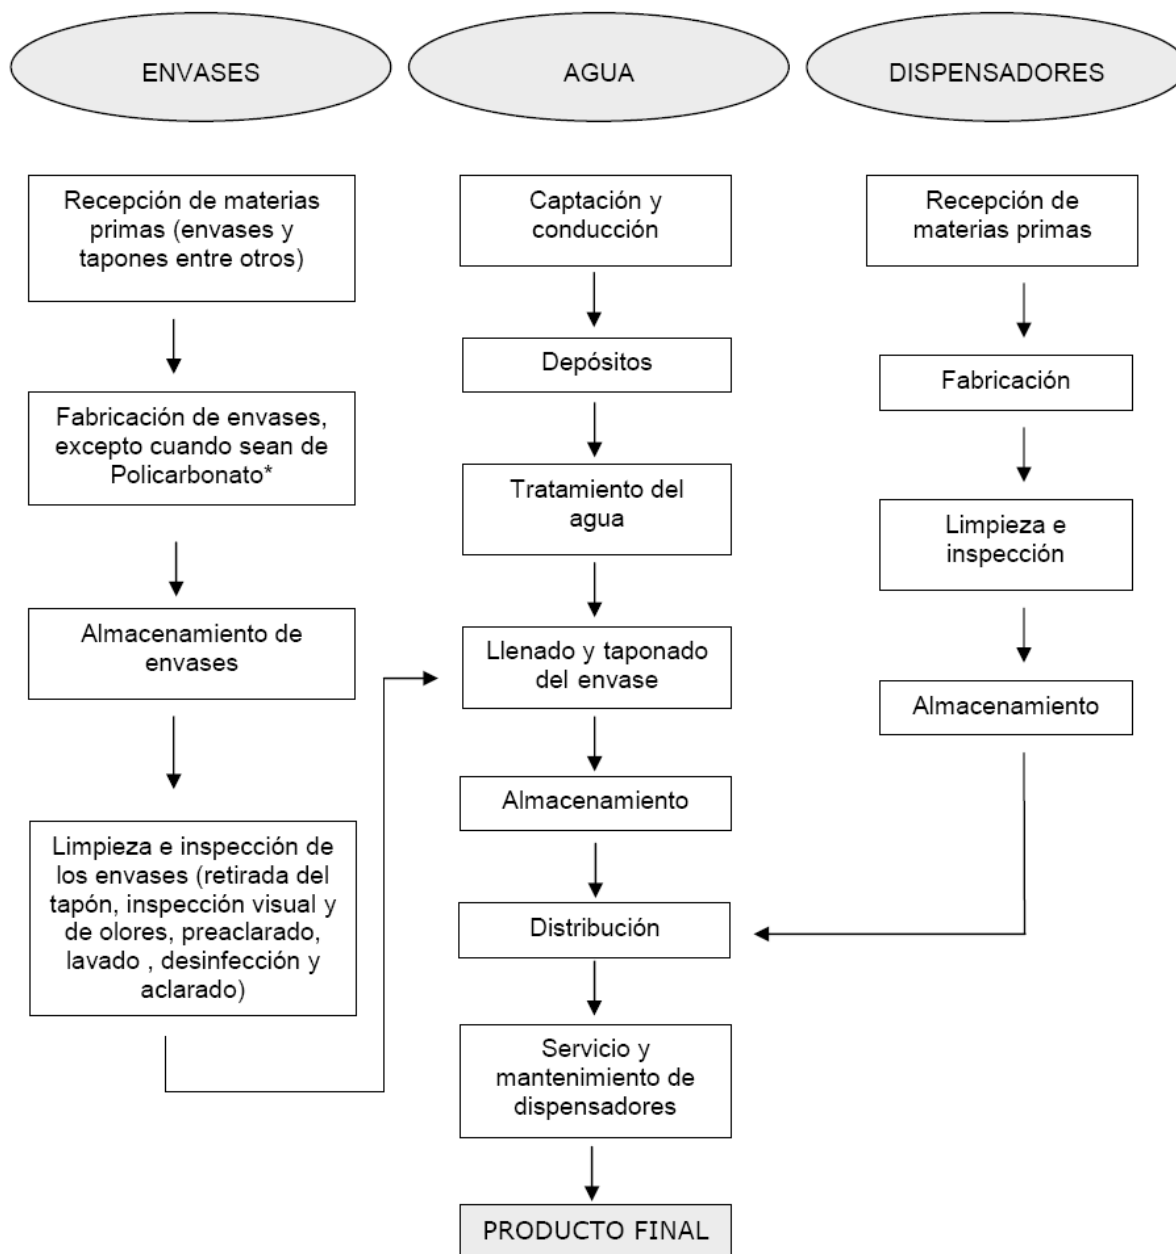 ENVASES
Recepción de materias
primas (envases y
tapones entre otros)
Fabricación de envases,
excepto cuando sean de
Policarbonato*
Almacenamiento de
envases
Limpieza e inspección de
los envases (retirada del
tapón, inspección visual y
de olores, preaclarado,
lavado , desinfección y
aclarado)
AGUA
Captación y
conducción
Depósitos
Tratamiento del
agua
Llenado y taponado
del envase
Almacenamiento
Distribución
Servicio y
mantenimiento de
dispensadores
PRODUCTO FINAL
DISPENSADORES
Recepción de
materias primas
Fabricación
Limpieza e
inspección
Almacenamiento